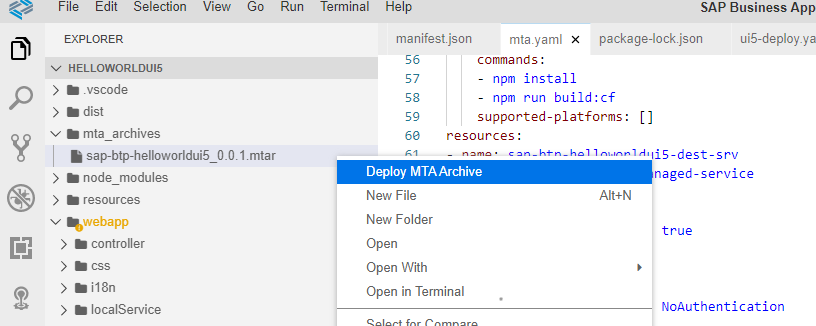 File Edit Selection View Go Run Terminal Help SAP Business App
EXPLORER
HELLOWORLDUI5
.vscode
dist
mta_archives
sap-btp-helloworldui5_0.0.1.mtar
node_modules
resources
webapp
controller
css
i18n
localService
manifest.json mta.yaml package-lock.json ui5-deploy.ya
56 commands:
57 - npm install
58 - npm run build:cf
59 supported-platforms: []
60 resources:
61 - name: sap-btp-helloworldui5-dest-srv
naged-service
true
NoAuthentication
Deploy MTA Archive
New File Alt+N
New Folder
Open
Open With
Open in Terminal
Select for Compare